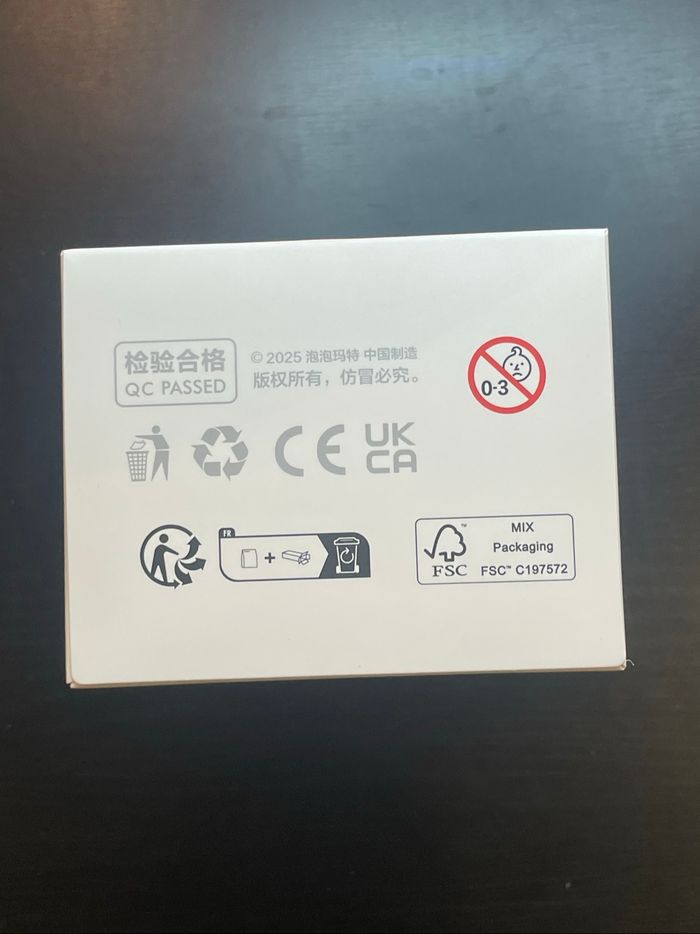 检验合格
QC PASSED
© 2025 泡泡玛特 中国制造
版权所有，仿冒必究。
0-3
CE
UK
CA
FR
+
FSC
MIX
Packaging
FSC™ C197572